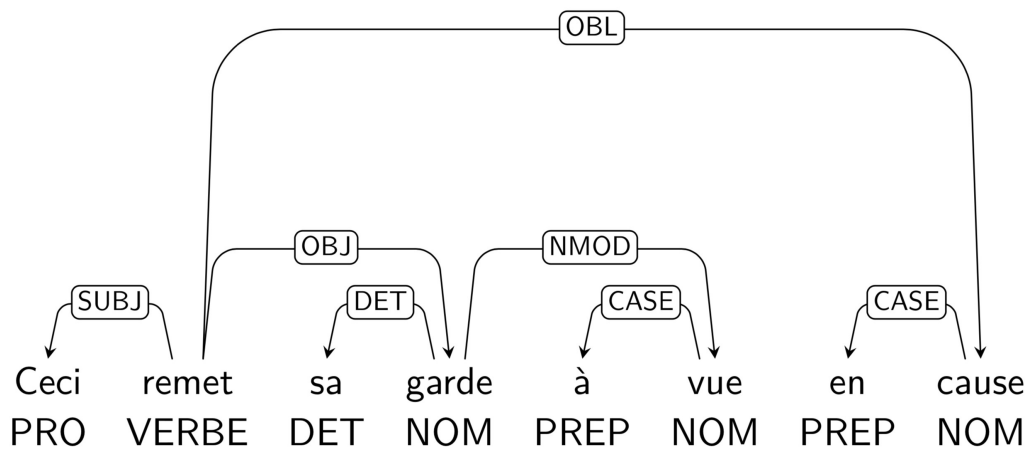 OBL
OBJ NMOD
SUBJ DET CASE CASE
Ceci remet sa garde à vue en cause
PRO VERBE DET NOM PREP NOM PREP NOM